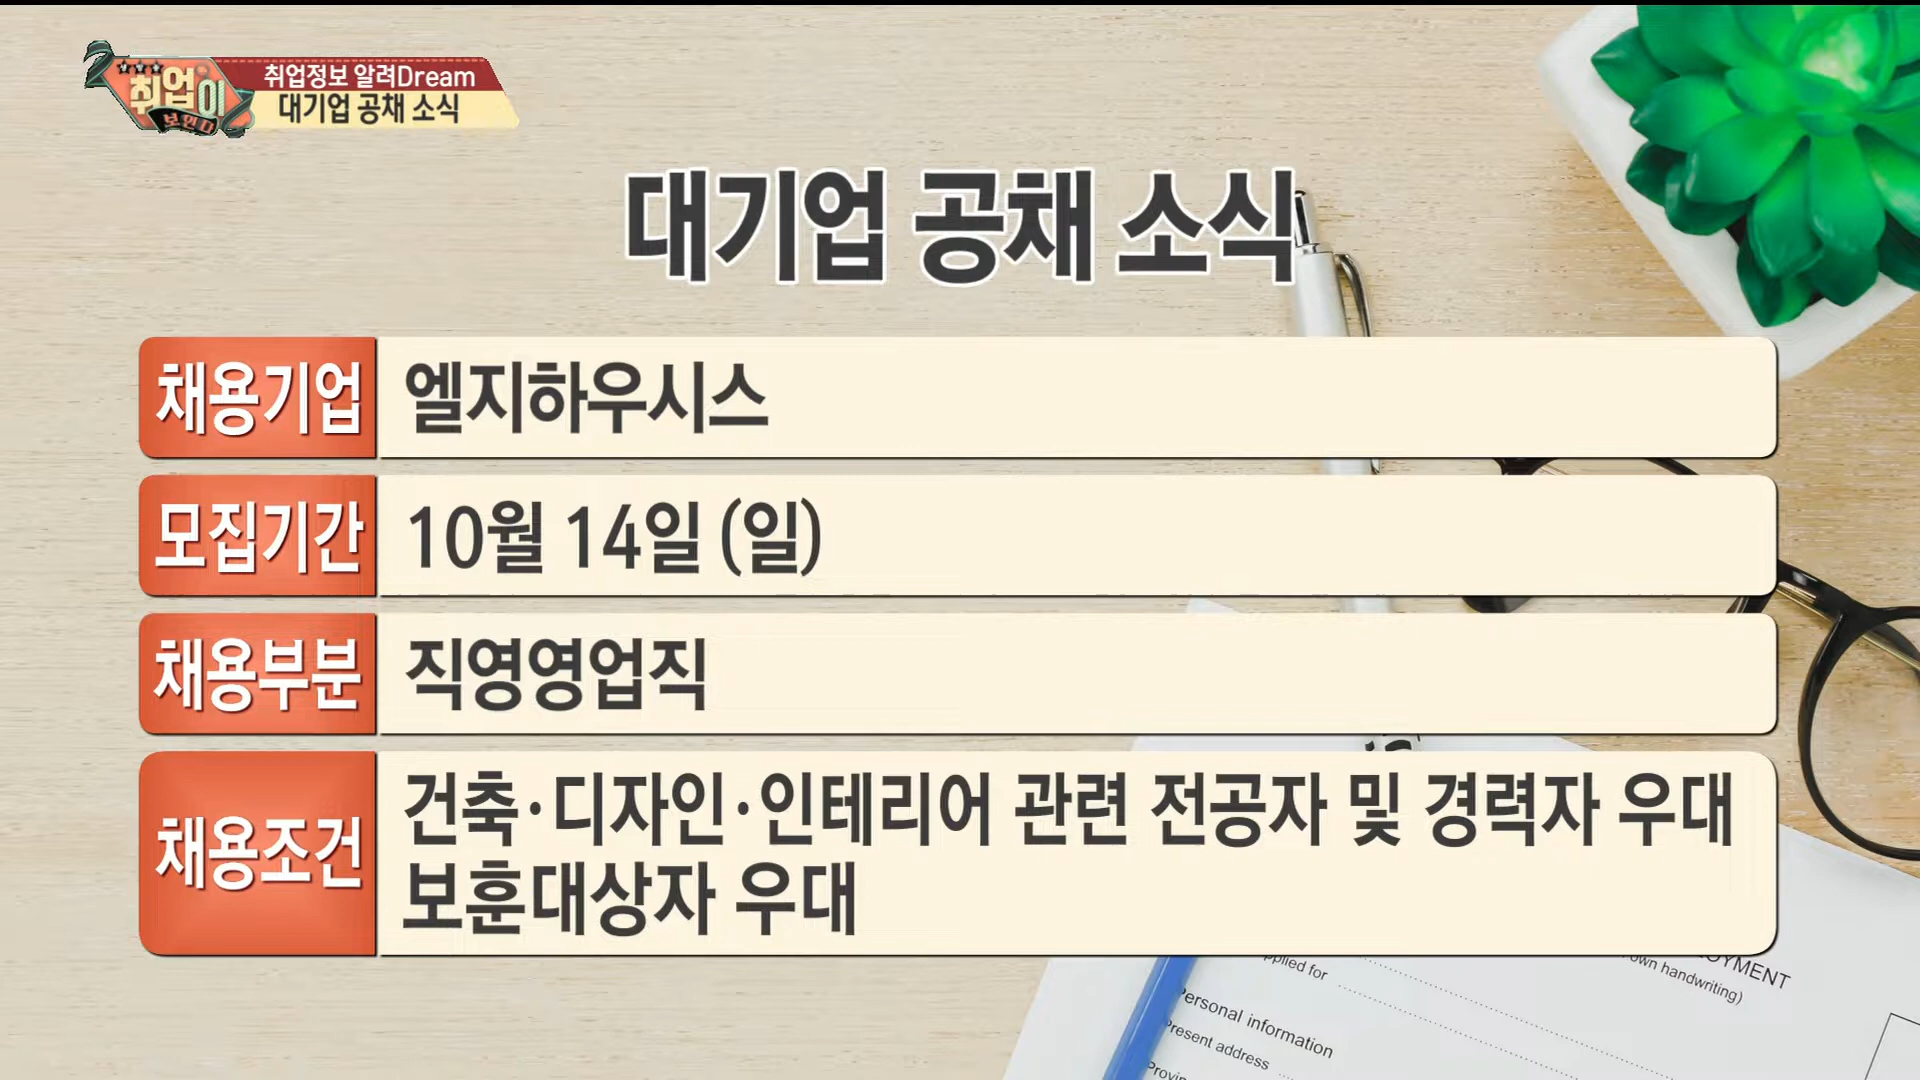 취업이
보인다
취업정보 알려Dream
대기업 공채 소식
대기업 공채 소식
채용기업 엘지하우시스
모집기간 10월 14일 (일)
채용부분 직영영업직
채용조건 건축·디자인·인테리어 관련 전공자 및 경력자 우대
보훈대상자 우대
own handwriting)
Personal information
Present address